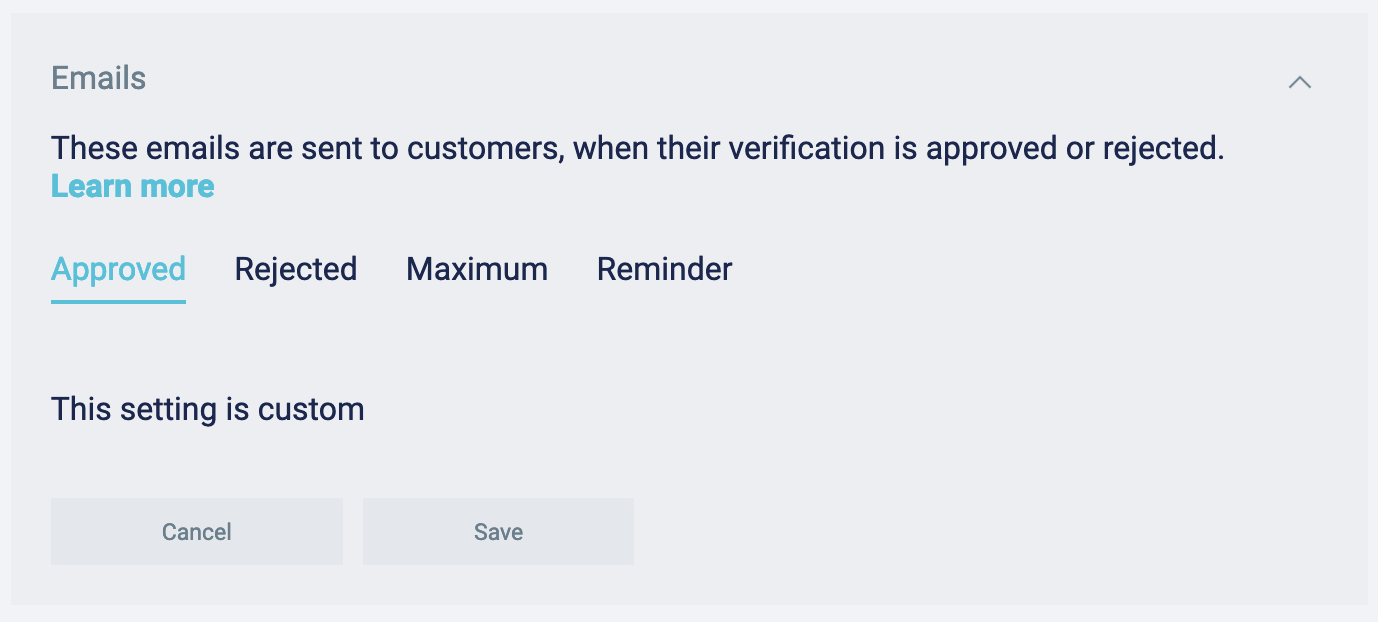 Emails
These emails are sent to customers, when their verification is approved or rejected.
Learn more
Approved Rejected Maximum Reminder
This setting is custom
Cancel Save